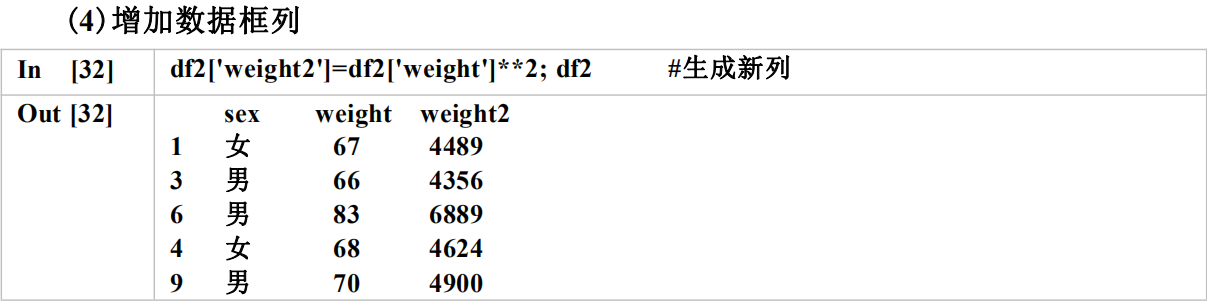 (4)增加数据框列
In [32] df2['weight2']=df2['weight']**2; df2 #生成新列
Out [32] sex weight weight2
1 女 67 4489
3 男 66 4356
6 男 83 6889
4 女 68 4624
9 男 70 4900